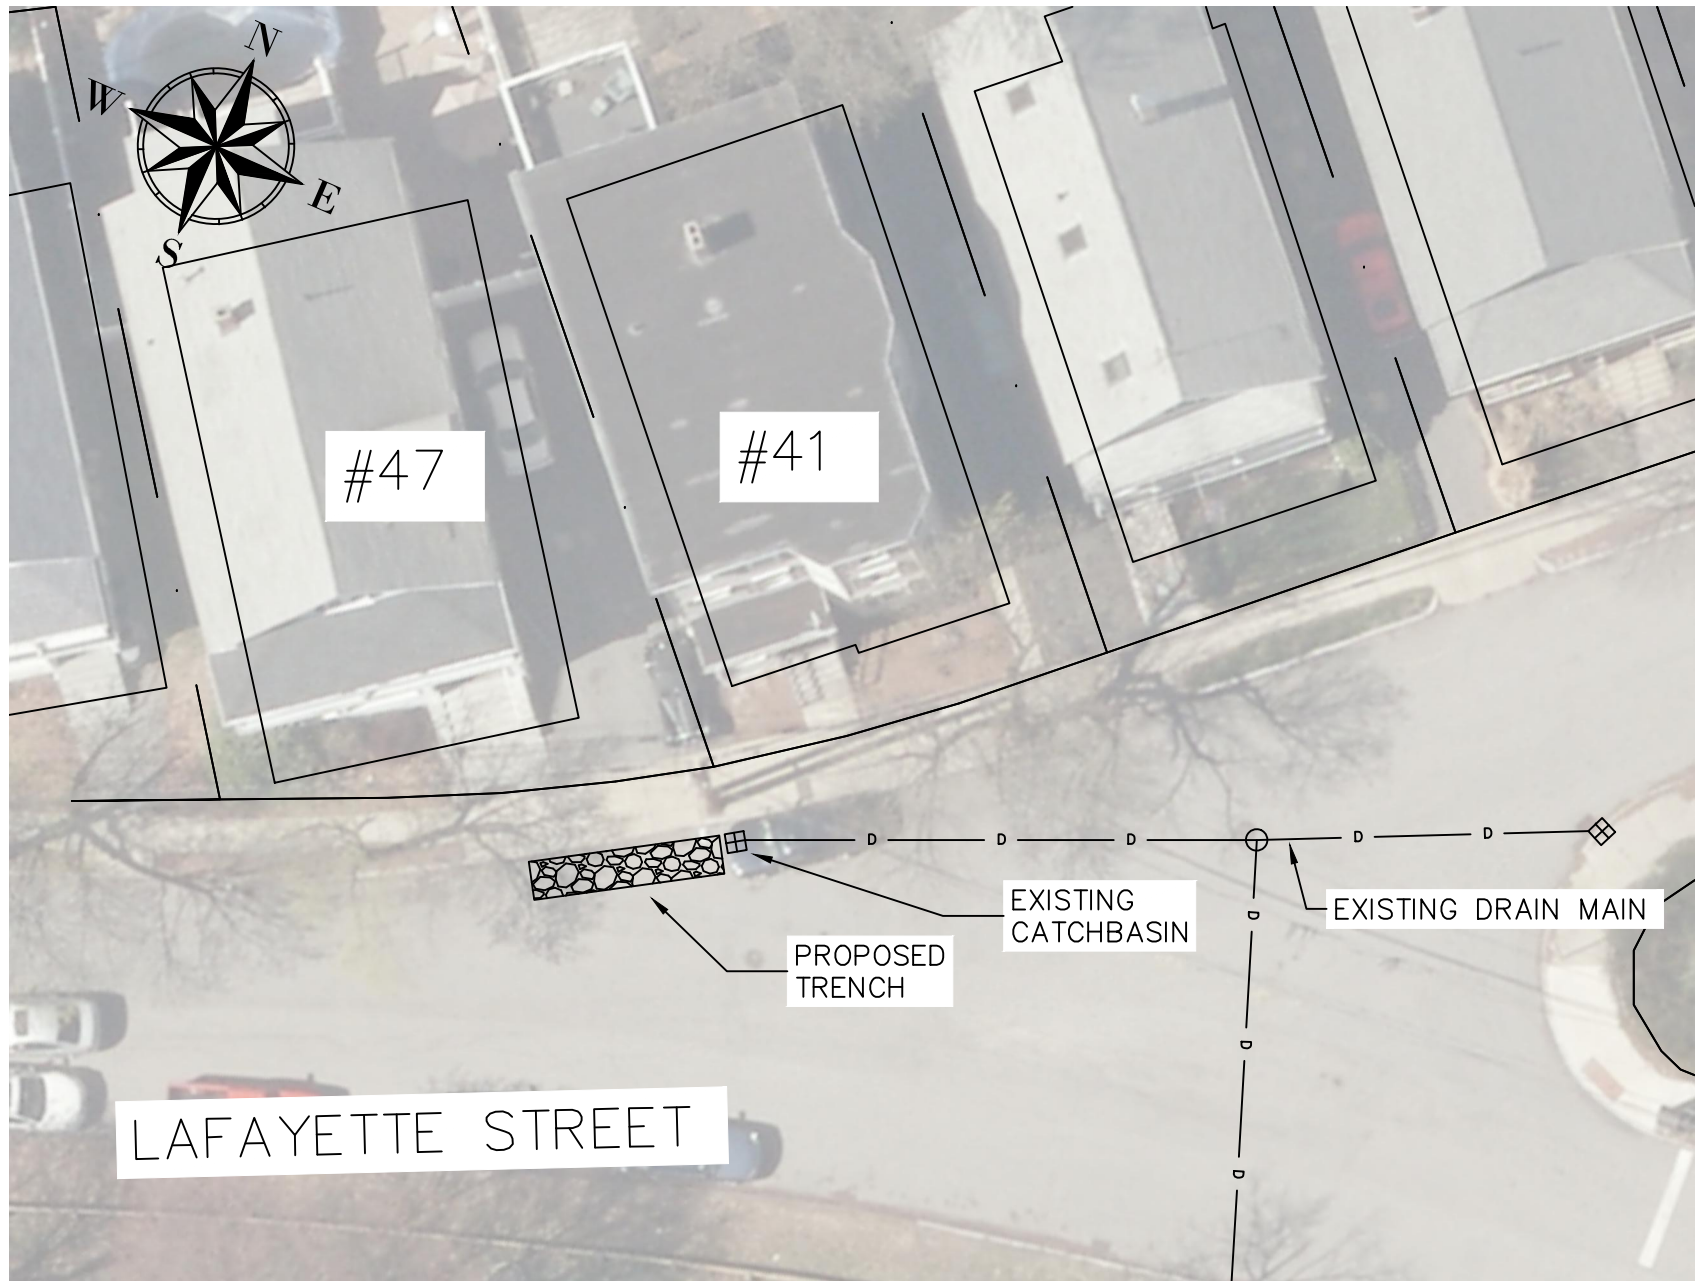 N
W
E
S
#47
#41
D D D D D
EXISTING
CATCHBASIN
EXISTING DRAIN MAIN
D
PROPOSED
TRENCH
D
LAFAYETTE STREET
D